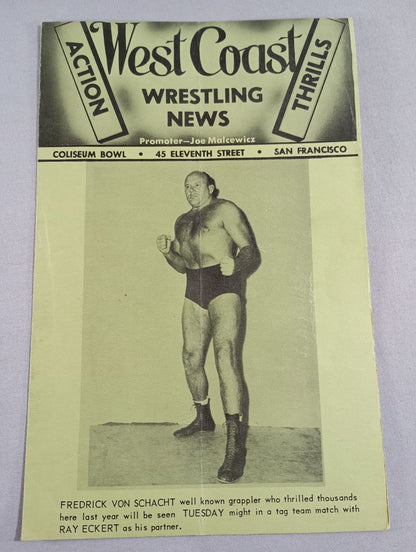 ACTION
West Coast
THRILLS
WRESTLING
NEWS
Promoter—Joe Malcewicz
COLISEUM BOWL • 45 ELEVENTH STREET • SAN FRANCISCO
FREDRICK VON SCHACHT well known grappler who thrilled thousands
here last year will be seen TUESDAY might in a tag team match with
RAY ECKERT as his partner.